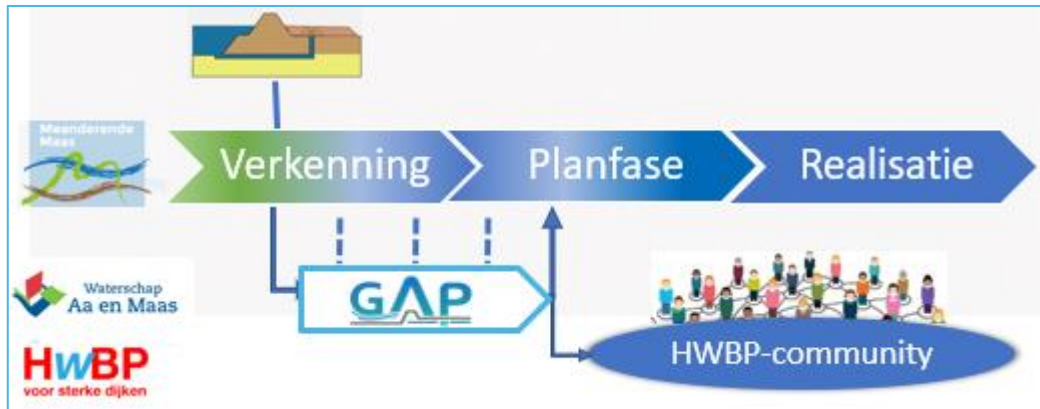 Meanderende
Maas
Verkenning
Planfase
Realisatie
GAP
Waterschap
Aa en Maas
HWBP-community
HwBP
voor sterke dijken